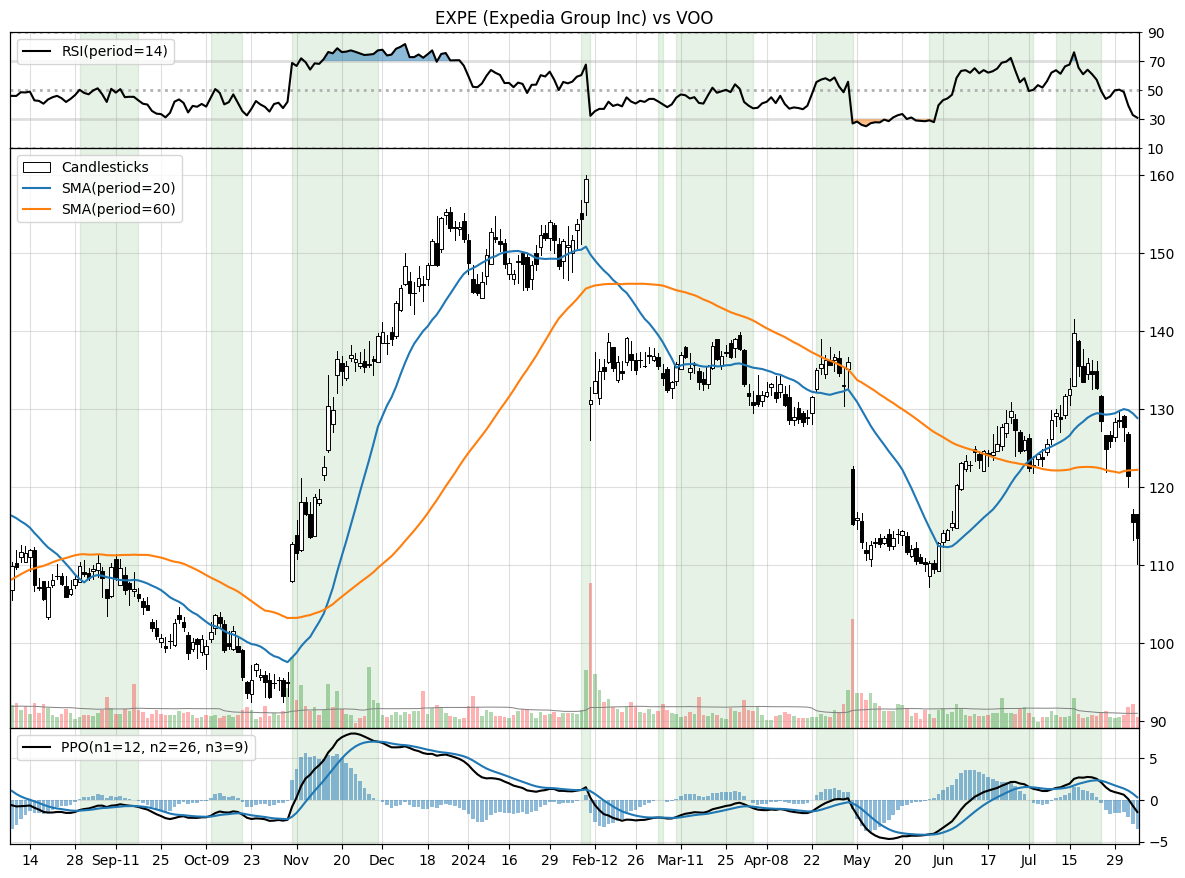 EXPE (Expedia Group Inc) vs VOO
RSI(period=14)
90
70
50
30
10
Candlesticks
SMA(period=20)
SMA(period=60)
160
150
140
130
120
110
100
90
PPO(n1=12, n2=26, n3=9)
5
0
−5
14 28 Sep-11 25 Oct-09 23 Nov 20 Dec 18 2024 16 29 Feb-12 26 Mar-11 25 Apr-08 22 May 20 Jun 17 Jul 15 29